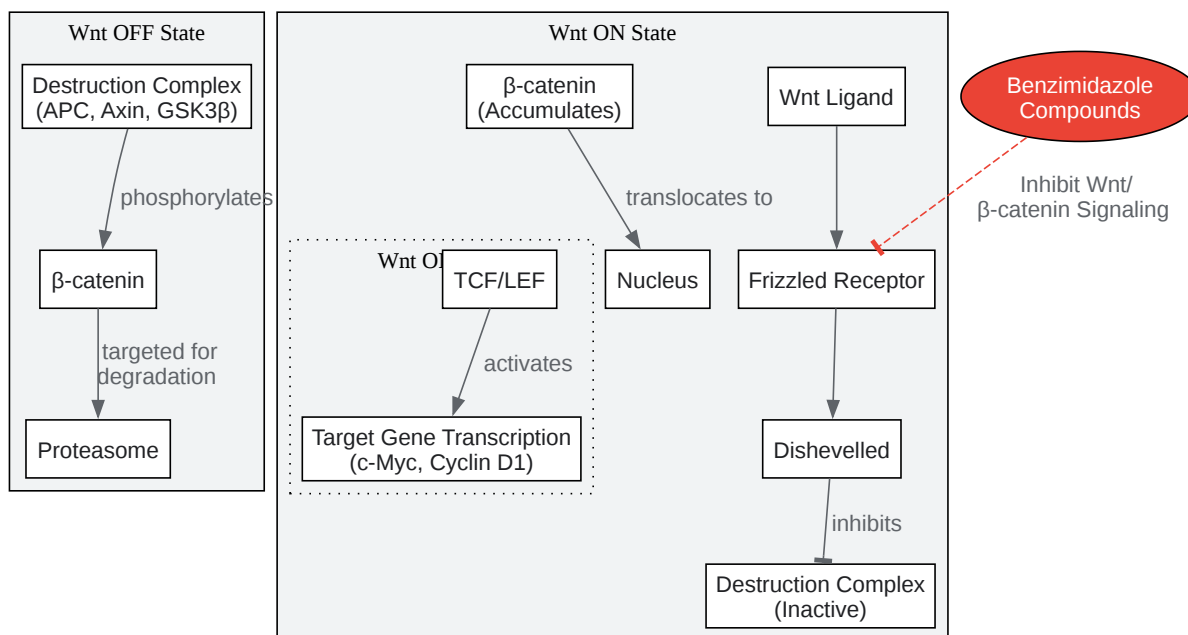 Wnt OFF State
Destruction Complex
(APC, Axin, GSK3β)
phosphorylates
β-catenin
targeted for
degradation
Proteasome
Wnt ON State
β-catenin
(Accumulates)
translocates to
Nucleus
Wnt
TCF/LEF
activates
Target Gene Transcription
(c-Myc, Cyclin D1)
Wnt Ligand
Frizzled Receptor
Dishevelled
inhibits
Destruction Complex
(Inactive)
Benzimidazole
Compounds
Inhibit Wnt/
β-catenin Signaling